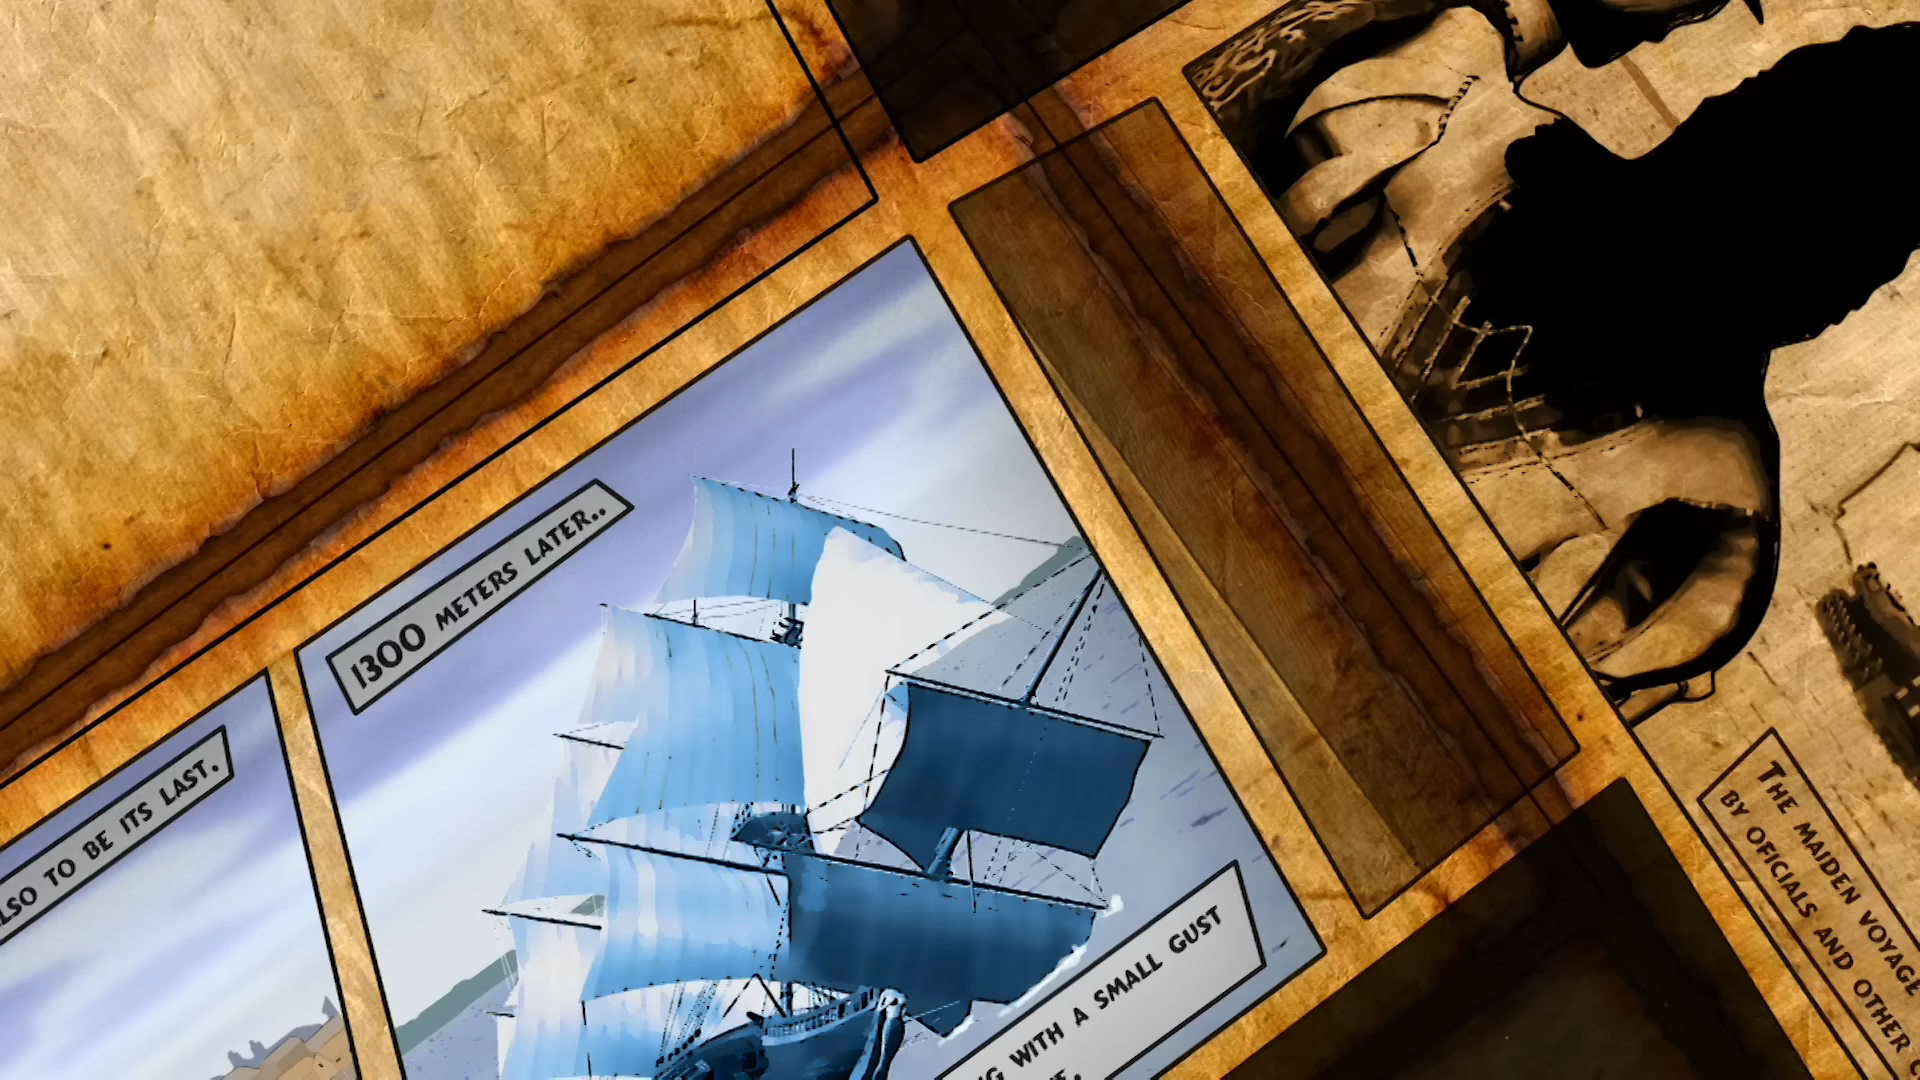 LSO TO BE ITS LAST.
1300 METERS LATER..
G WITH A SMALL GUST
THE MAIDEN VOYAGE
BY OFICIALS AND OTHER